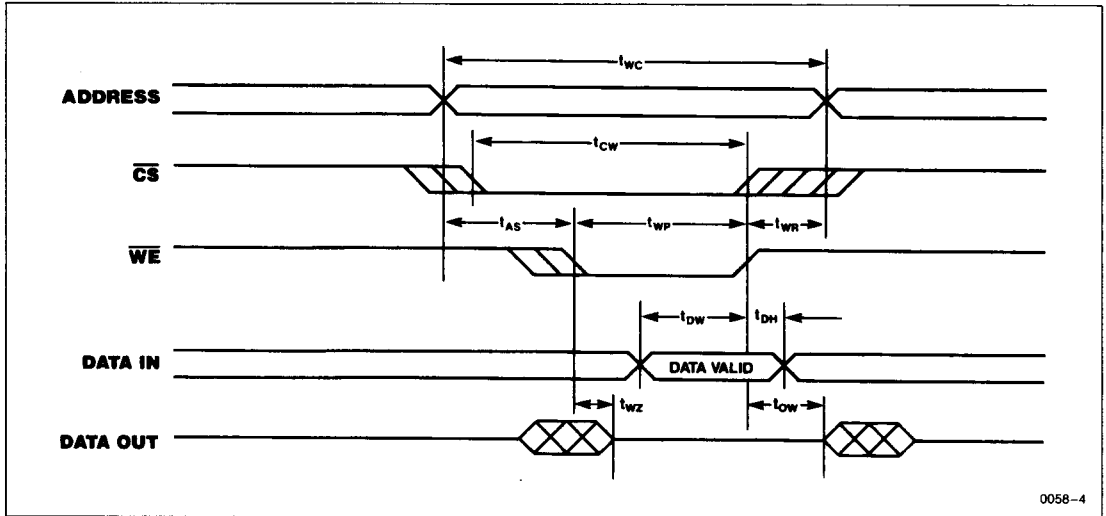 tWC
ADDRESS
tCW
CS
tAS tWP tWR
WE
tDW tDH
DATA IN DATA VALID
tWZ tOW
DATA OUT
0058-4